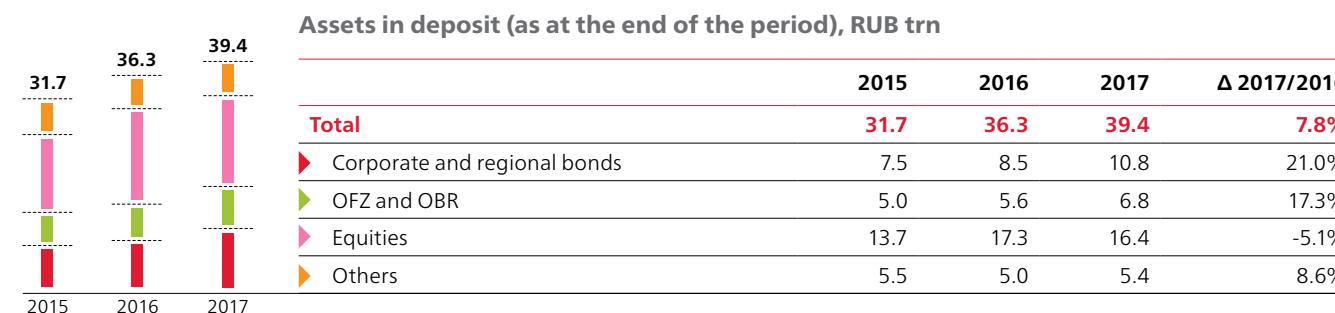 Assets in deposit (as at the end of the period), RUB trn
31.7
36.3
39.4
2015
2016
2017
2015 2016 2017 Δ 2017/201
Total 31.7 36.3 39.4 7.8%
Corporate and regional bonds 7.5 8.5 10.8 21.0%
OFZ and OBR 5.0 5.6 6.8 17.3%
Equities 13.7 17.3 16.4 -5.1%
Others 5.5 5.0 5.4 8.6%